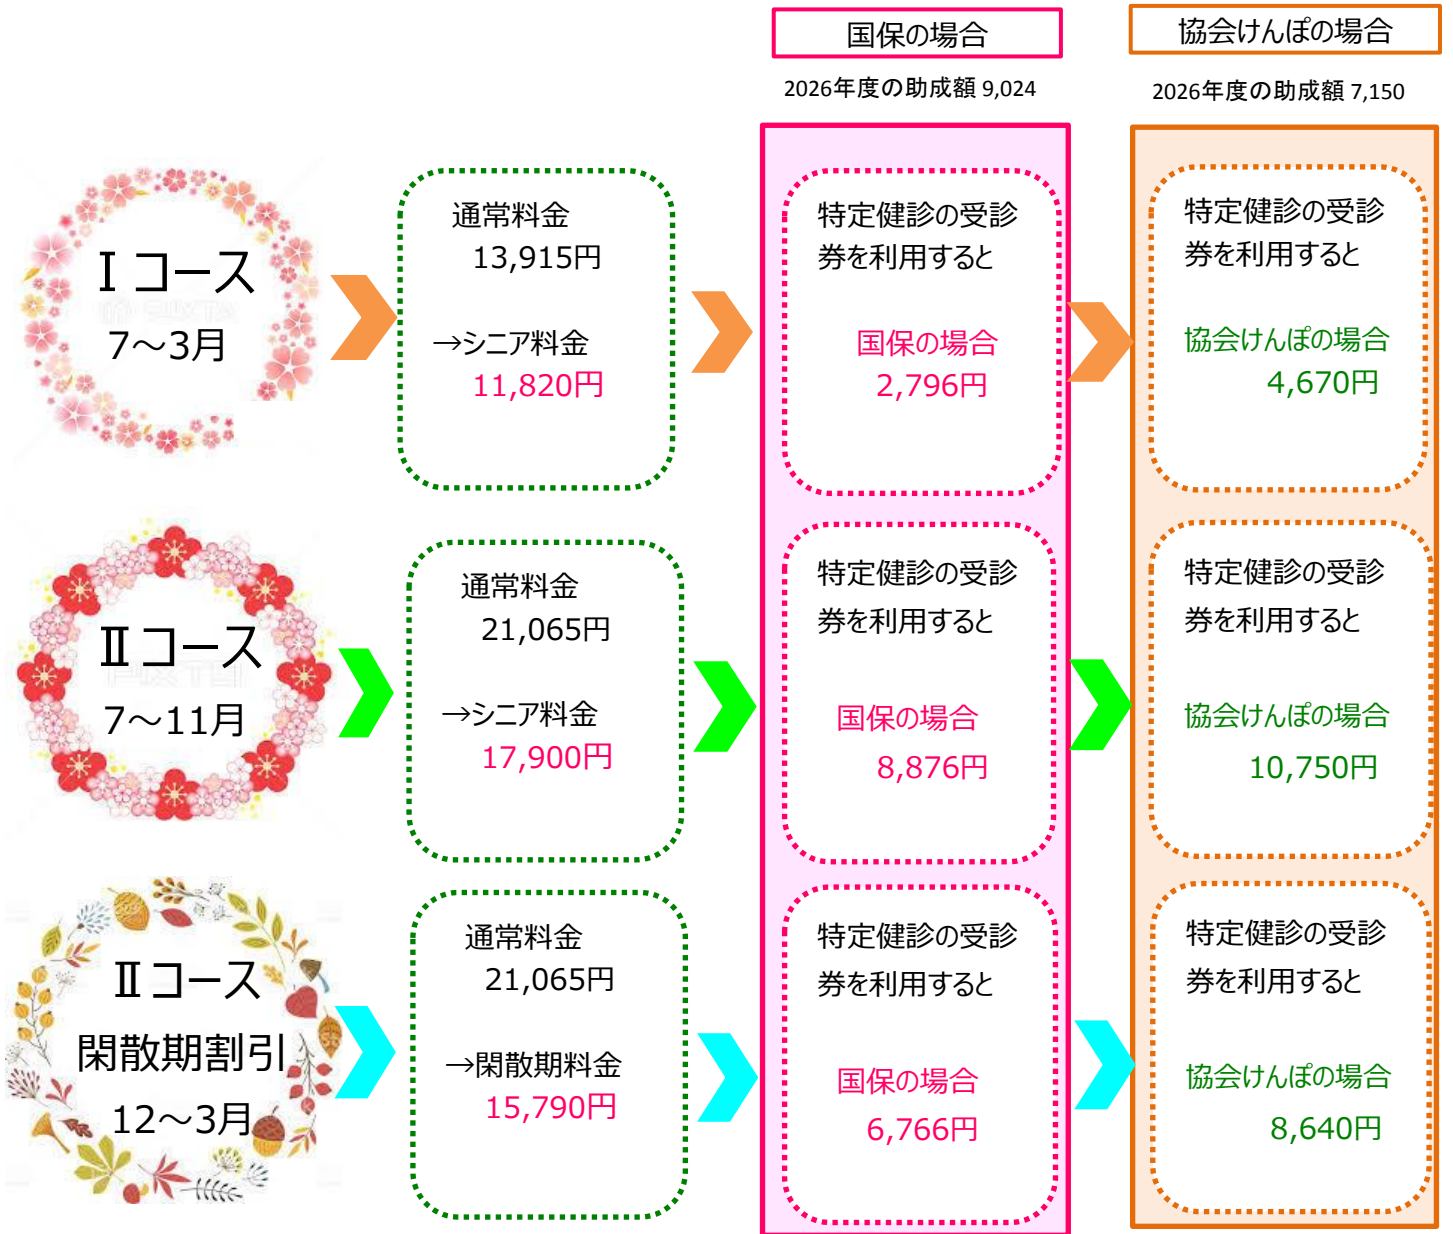 国保の場合
協会けんぽの場合
2026年度の助成額 9,024
2026年度の助成額 7,150
Ⅰコース
7～3月
通常料金
13,915円
→シニア料金
11,820円
特定健診の受診
券を利用すると
国保の場合
2,796円
特定健診の受診
券を利用すると
協会けんぽの場合
4,670円
Ⅱコース
7～11月
通常料金
21,065円
→シニア料金
17,900円
特定健診の受診
券を利用すると
国保の場合
8,876円
特定健診の受診
券を利用すると
協会けんぽの場合
10,750円
Ⅱコース
閑散期割引
12～3月
通常料金
21,065円
→閑散期料金
15,790円
特定健診の受診
券を利用すると
国保の場合
6,766円
特定健診の受診
券を利用すると
協会けんぽの場合
8,640円